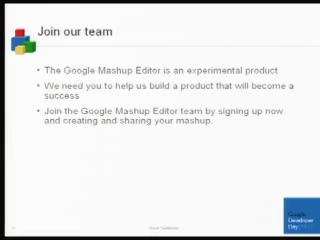 Join our team
• The Google Mashup Editor is an experimental product
• We need you to help us build a product that will become a
success
• Join the Google Mashup Editor team by signing up now
and creating and sharing your mashup.
Google
Developer
Day